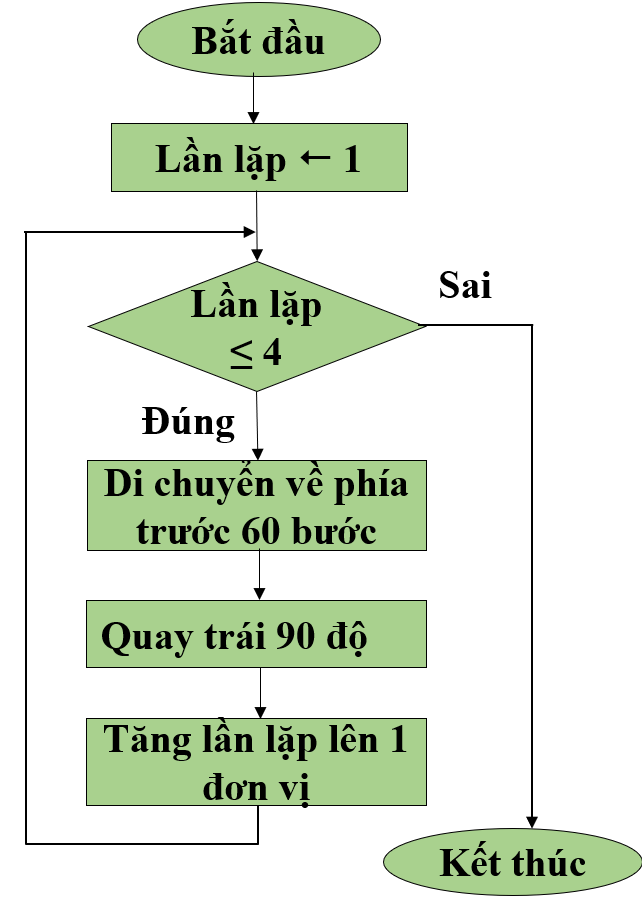 Bắt đầu
Lần lặp ← 1
Lần lặp
≤ 4
Sai
Đúng
Di chuyển về phía
trước 60 bước
Quay trái 90 độ
Tăng lần lặp lên 1
đơn vị
Kết thúc